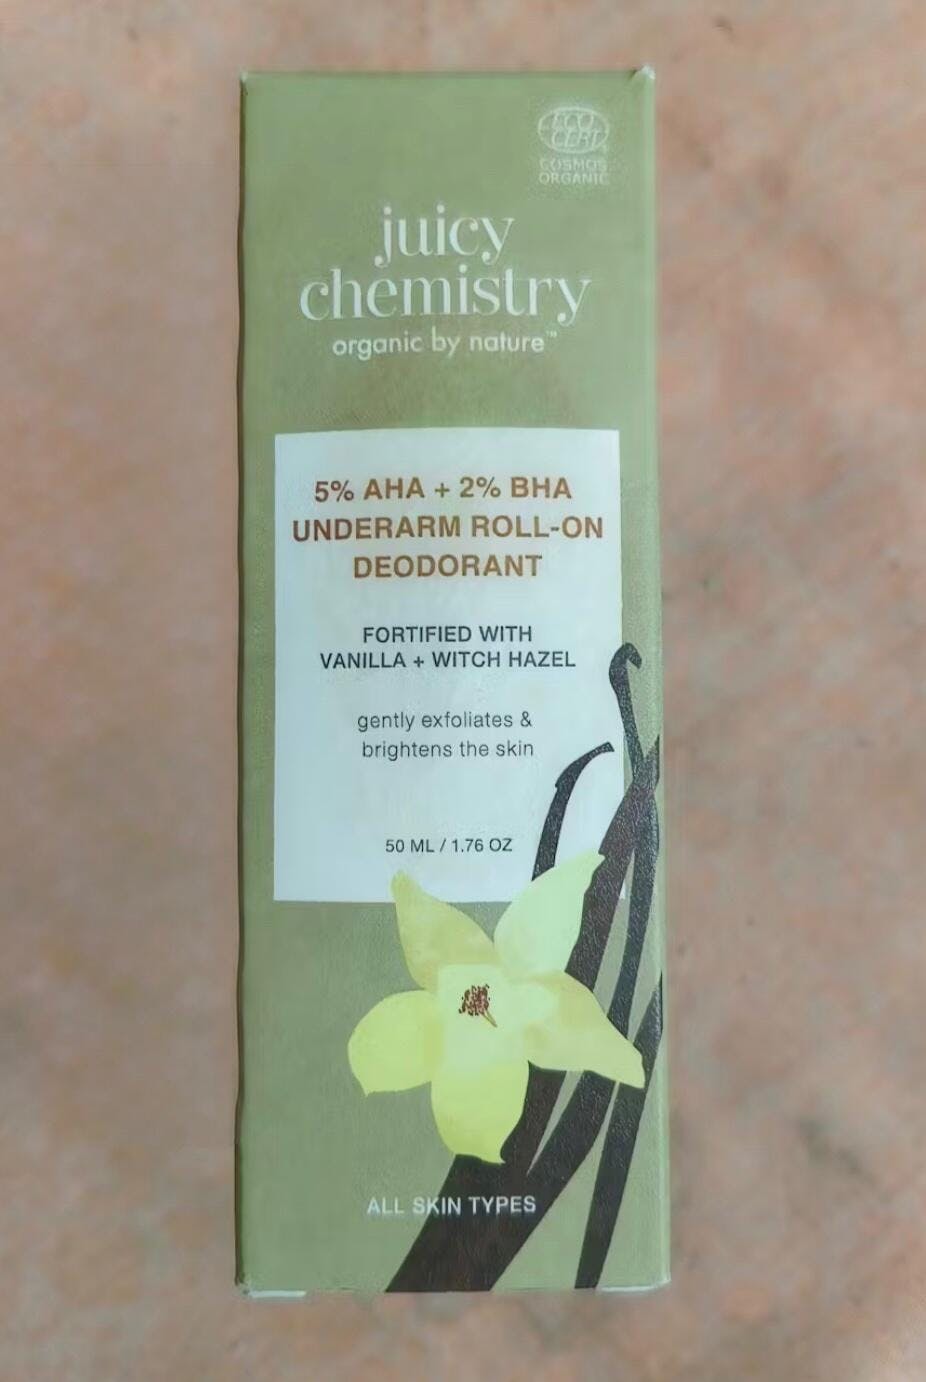 ECO
CERT
COSMOS
ORGANIC
juicy
chemistry
organic by nature™
5% AHA + 2% BHA
UNDERARM ROLL-ON
DEODORANT
FORTIFIED WITH
VANILLA + WITCH HAZEL
gently exfoliates &
brightens the skin
50 ML / 1.76 OZ
ALL SKIN TYPES